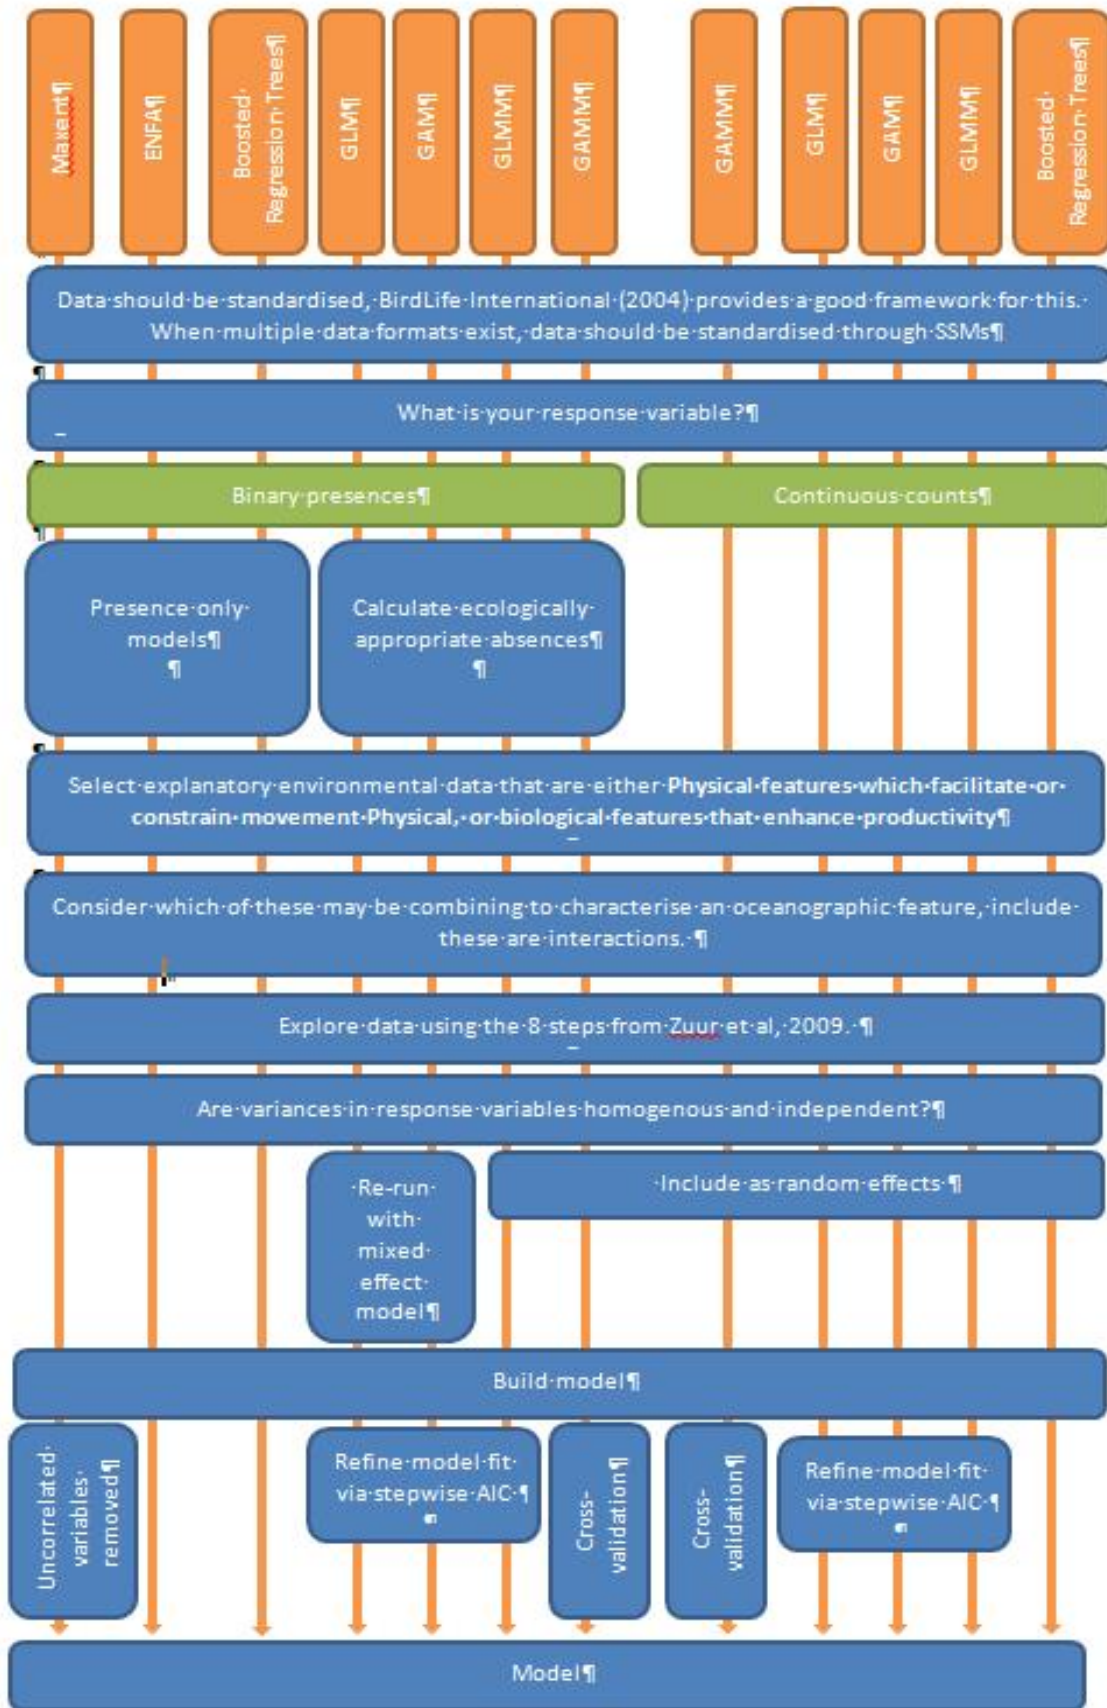 Maxent¶
ENFA¶
Boosted·
Regression·Trees¶
GLM¶
GAM¶
GLMM¶
GAMM¶
GAMM¶
GLM¶
GAM¶
GLMM¶
Boosted·
Regression·Trees¶
Data·should·be·standardised,·BirdLife·International·(2004)·provides·a·good·framework·for·this.·
When·multiple·data·formats·exist,·data·should·be·standardised·through·SSMs¶
¶
What·is·your·response·variable?¶
¶
Binary·presences¶
Continuous·counts¶
¶
Presence·only·
models¶
¶
Calculate·ecologically·
appropriate·absences¶
¶
¶
Select·explanatory·environmental·data·that·are·either·Physical·features·which·facilitate·or·
constrain·movement·Physical,·or·biological·features·that·enhance·productivity¶
Consider·which·of·these·may·be·combining·to·characterise·an·oceanographic·feature,·include·
these·are·interactions.·¶
Explore·data·using·the·8·steps·from·Zuur·et·al,·2009.·¶
Are·variances·in·response·variables·homogenous·and·independent?¶
·Re-run·
with·
mixed·
effect·
model¶
·Include·as·random·effects·¶
Build·model¶
Uncorrelated·
variables·
removed¶
Refine·model·fit·
via·stepwise·AIC·¶
¶
Cross-
validation¶
Cross-
validation¶
Refine·model·fit·
via·stepwise·AIC·¶
¶
Model¶